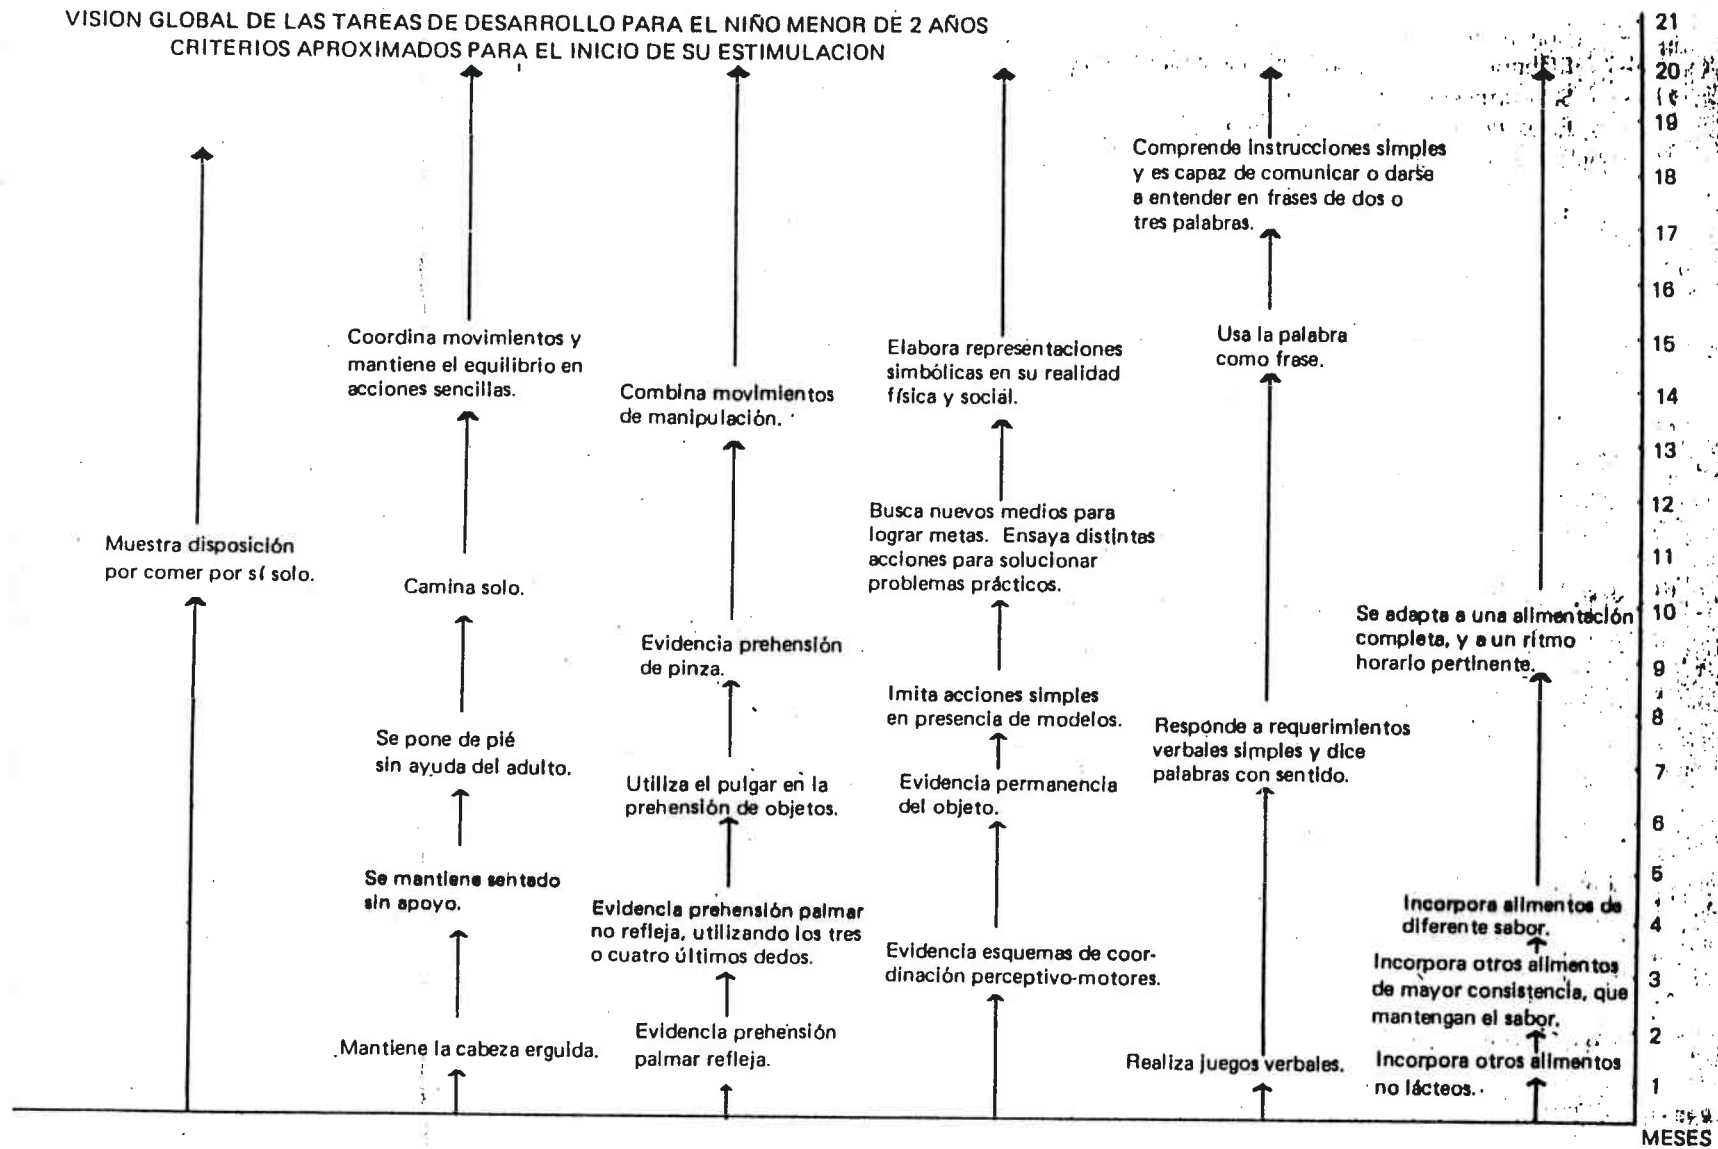 VISION GLOBAL DE LAS TAREAS DE DESARROLLO PARA EL NIÑO MENOR DE 2 AÑOS
CRITERIOS APROXIMADOS PARA EL INICIO DE SU ESTIMULACION
Muestra disposición
por comer por sí solo.
Coordina movimientos y
mantiene el equilibrio en
acciones sencillas.
Camina solo.
Se pone de pié
sin ayuda del adulto.
Se mantiene sentado
sin apoyo.
Mantiene la cabeza erguida.
Combina movimientos
de manipulación.
Evidencia prehensión
de pinza.
Utiliza el pulgar en la
prehensión de objetos.
Evidencia prehensión palmar
no refleja, utilizando los tres
o cuatro últimos dedos.
Evidencia prehensión
palmar refleja.
Elabora representaciones
simbólicas en su realidad
física y social.
Busca nuevos medios para
lograr metas. Ensaya distintas
acciones para solucionar
problemas prácticos.
Imita acciones simples
en presencia de modelos.
Evidencia permanencia
del objeto.
Evidencia esquemas de coor-
dinación perceptivo-motores.
Comprende instrucciones simples
y es capaz de comunicar o darse
a entender en frases de dos o
tres palabras.
Usa la palabra
como frase.
Responde a requerimientos
verbales simples y dice
palabras con sentido.
Realiza juegos verbales.
Se adapta a una alimentación
completa, y a un ritmo
horario pertinente.
Incorpora alimentos de
diferente sabor.
Incorpora otros alimentos
de mayor consistencia, que
mantengan el sabor.
Incorpora otros alimentos
no lácteos.
21
20
19
18
17
16
15
14
13
12
11
10
9
8
7
6
5
4
3
2
1
MESES